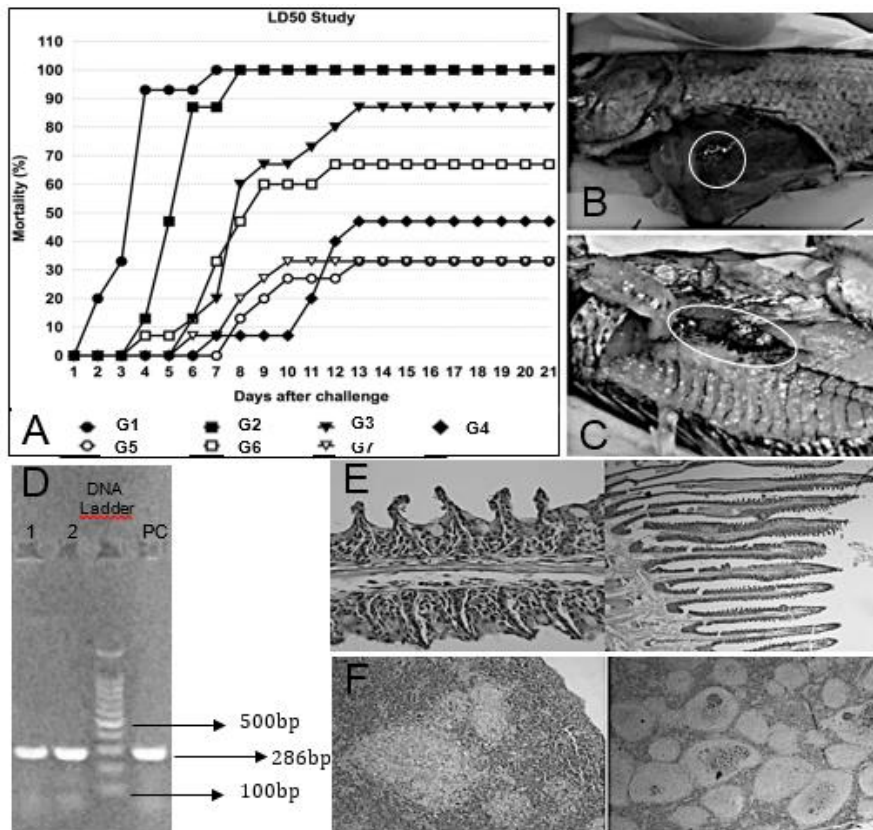 LD50 Study
110
100
90
80
70
60
50
40
30
20
10
0
Mortality (%)
1 2 3 4 5 6 7 8 9 10 11 12 13 14 15 16 17 18 19 20 21
Days after challenge
G1 G2 G3 G4
G5 G6 G7
A
B
C
D
DNA
Ladder
1 2 PC
500bp
286bp
100bp
E
F